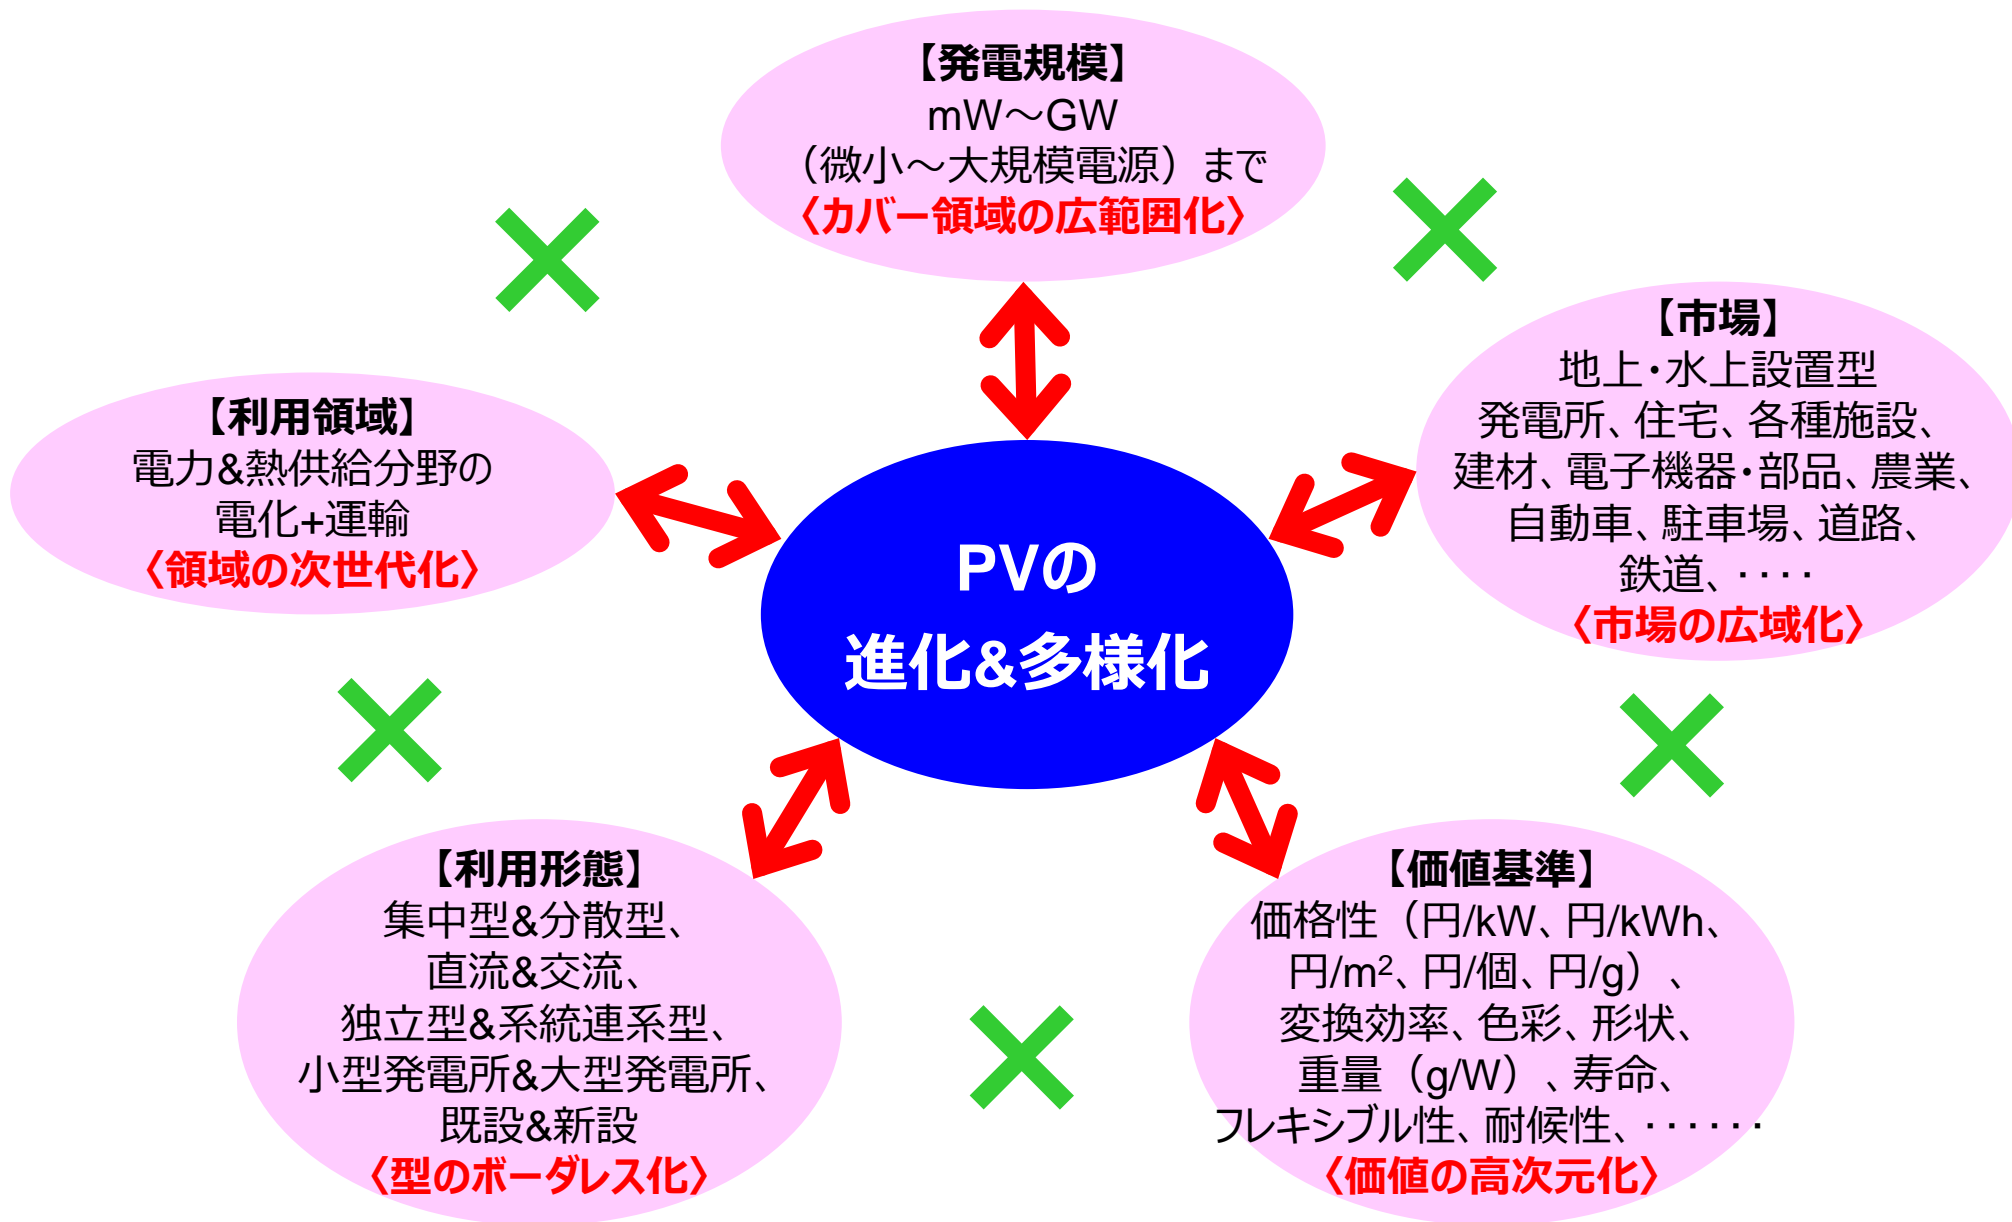 【発電規模】
mW～GW
（微小～大規模電源）まで
〈カバー領域の広範囲化〉
【市場】
地上・水上設置型
発電所、住宅、各種施設、
建材、電子機器・部品、農業、
自動車、駐車場、道路、
鉄道、・・・・
〈市場の広域化〉
【利用領域】
電力&熱供給分野の
電化+運輸
〈領域の次世代化〉
PVの
進化&多様化
【利用形態】
集中型&分散型、
直流&交流、
独立型&系統連系型、
小型発電所&大型発電所、
既設&新設
〈型のボーダレス化〉
【価値基準】
価格性（円/kW、円/kWh、
円/m²、円/個、円/g）、
変換効率、色彩、形状、
重量（g/W）、寿命、
フレキシブル性、耐候性、・・・・・・
〈価値の高次元化〉